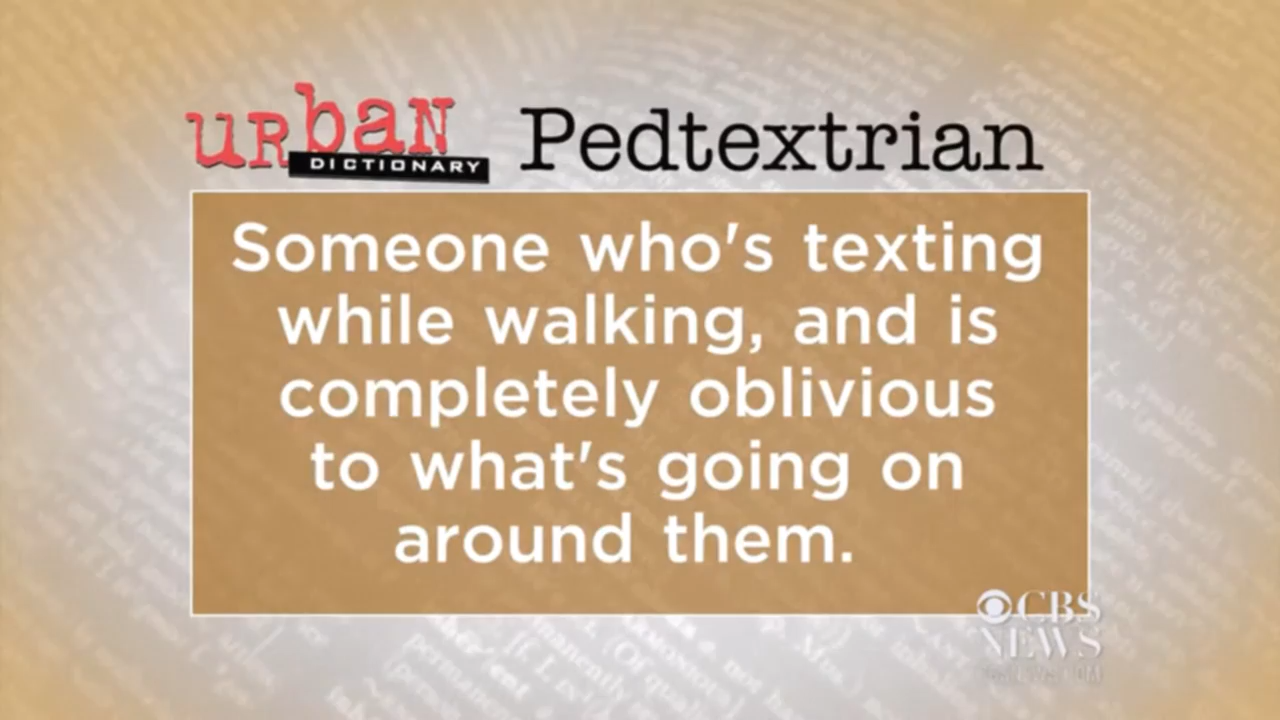 urban
DICTIONARY
Pedtextrian
Someone who's texting
while walking, and is
completely oblivious
to what's going on
around them.
CBS
NEWS